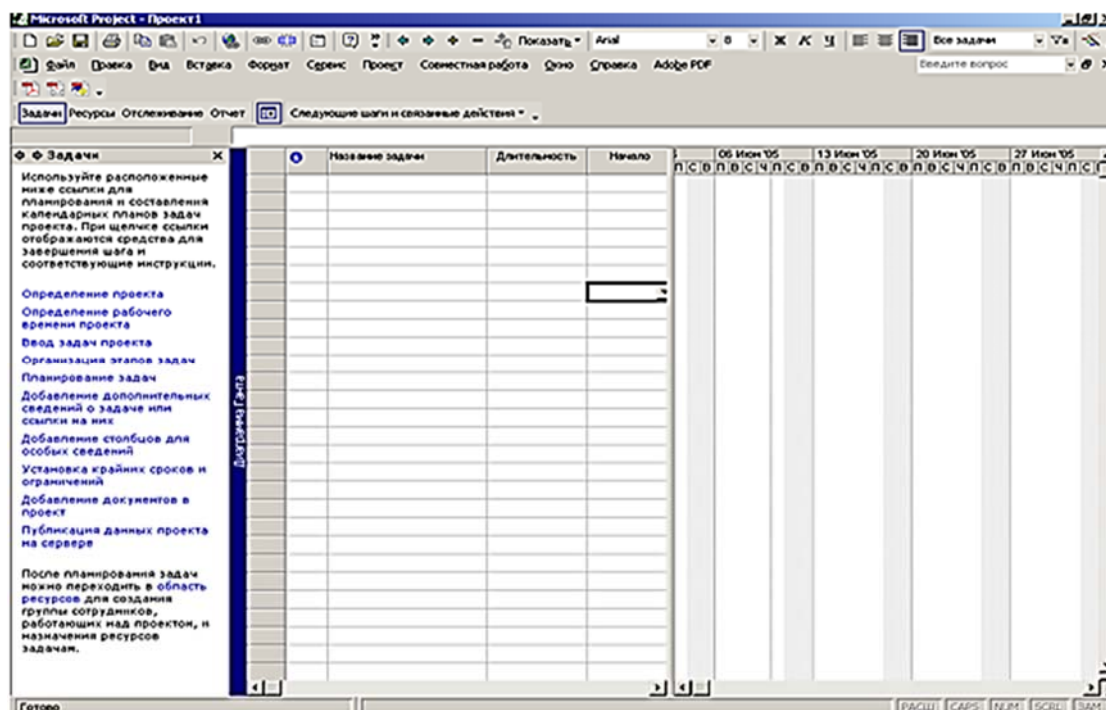 Microsoft Project - Проект1
Показать Arial 8 Ж К Ч Все задачи
Файл Правка Вид Вставка Формат Сервис Проект Совместная работа Окно Справка Adobe PDF Введите вопрос
Задачи Ресурсы Отслеживание Отчет Следующие шаги и связанные действия
Задачи
Название задачи Длительность Начало 06 Июн '05 13 Июн '05 20 Июн '05 27 Июн '05
П С В П В С Ч П С В П В С Ч П С В П В С Ч П С В П В С Ч П С
Используйте расположенные
ниже ссылки для
планирования и составления
календарных планов задач
проекта. При щелчке ссылки
отображаются средства для
завершения шага и
соответствующие инструкции.
Определение проекта
Определение рабочего
времени проекта
Ввод задач проекта
Организация этапов задач
Планирование задач
Добавление дополнительных
сведений о задаче или
ссылки на них
Добавление столбцов для
особых сведений
Установка крайних сроков и
ограничений
Добавление документов в
проект
Публикация данных проекта
на сервере
После планирования задач
можно переходить в область
ресурсов для создания
группы сотрудников,
работающих над проектом, и
назначения ресурсов
задачам.
Диаграмма Ганта
Готово РАСШ CAPS NUM SCRL ЗАМ